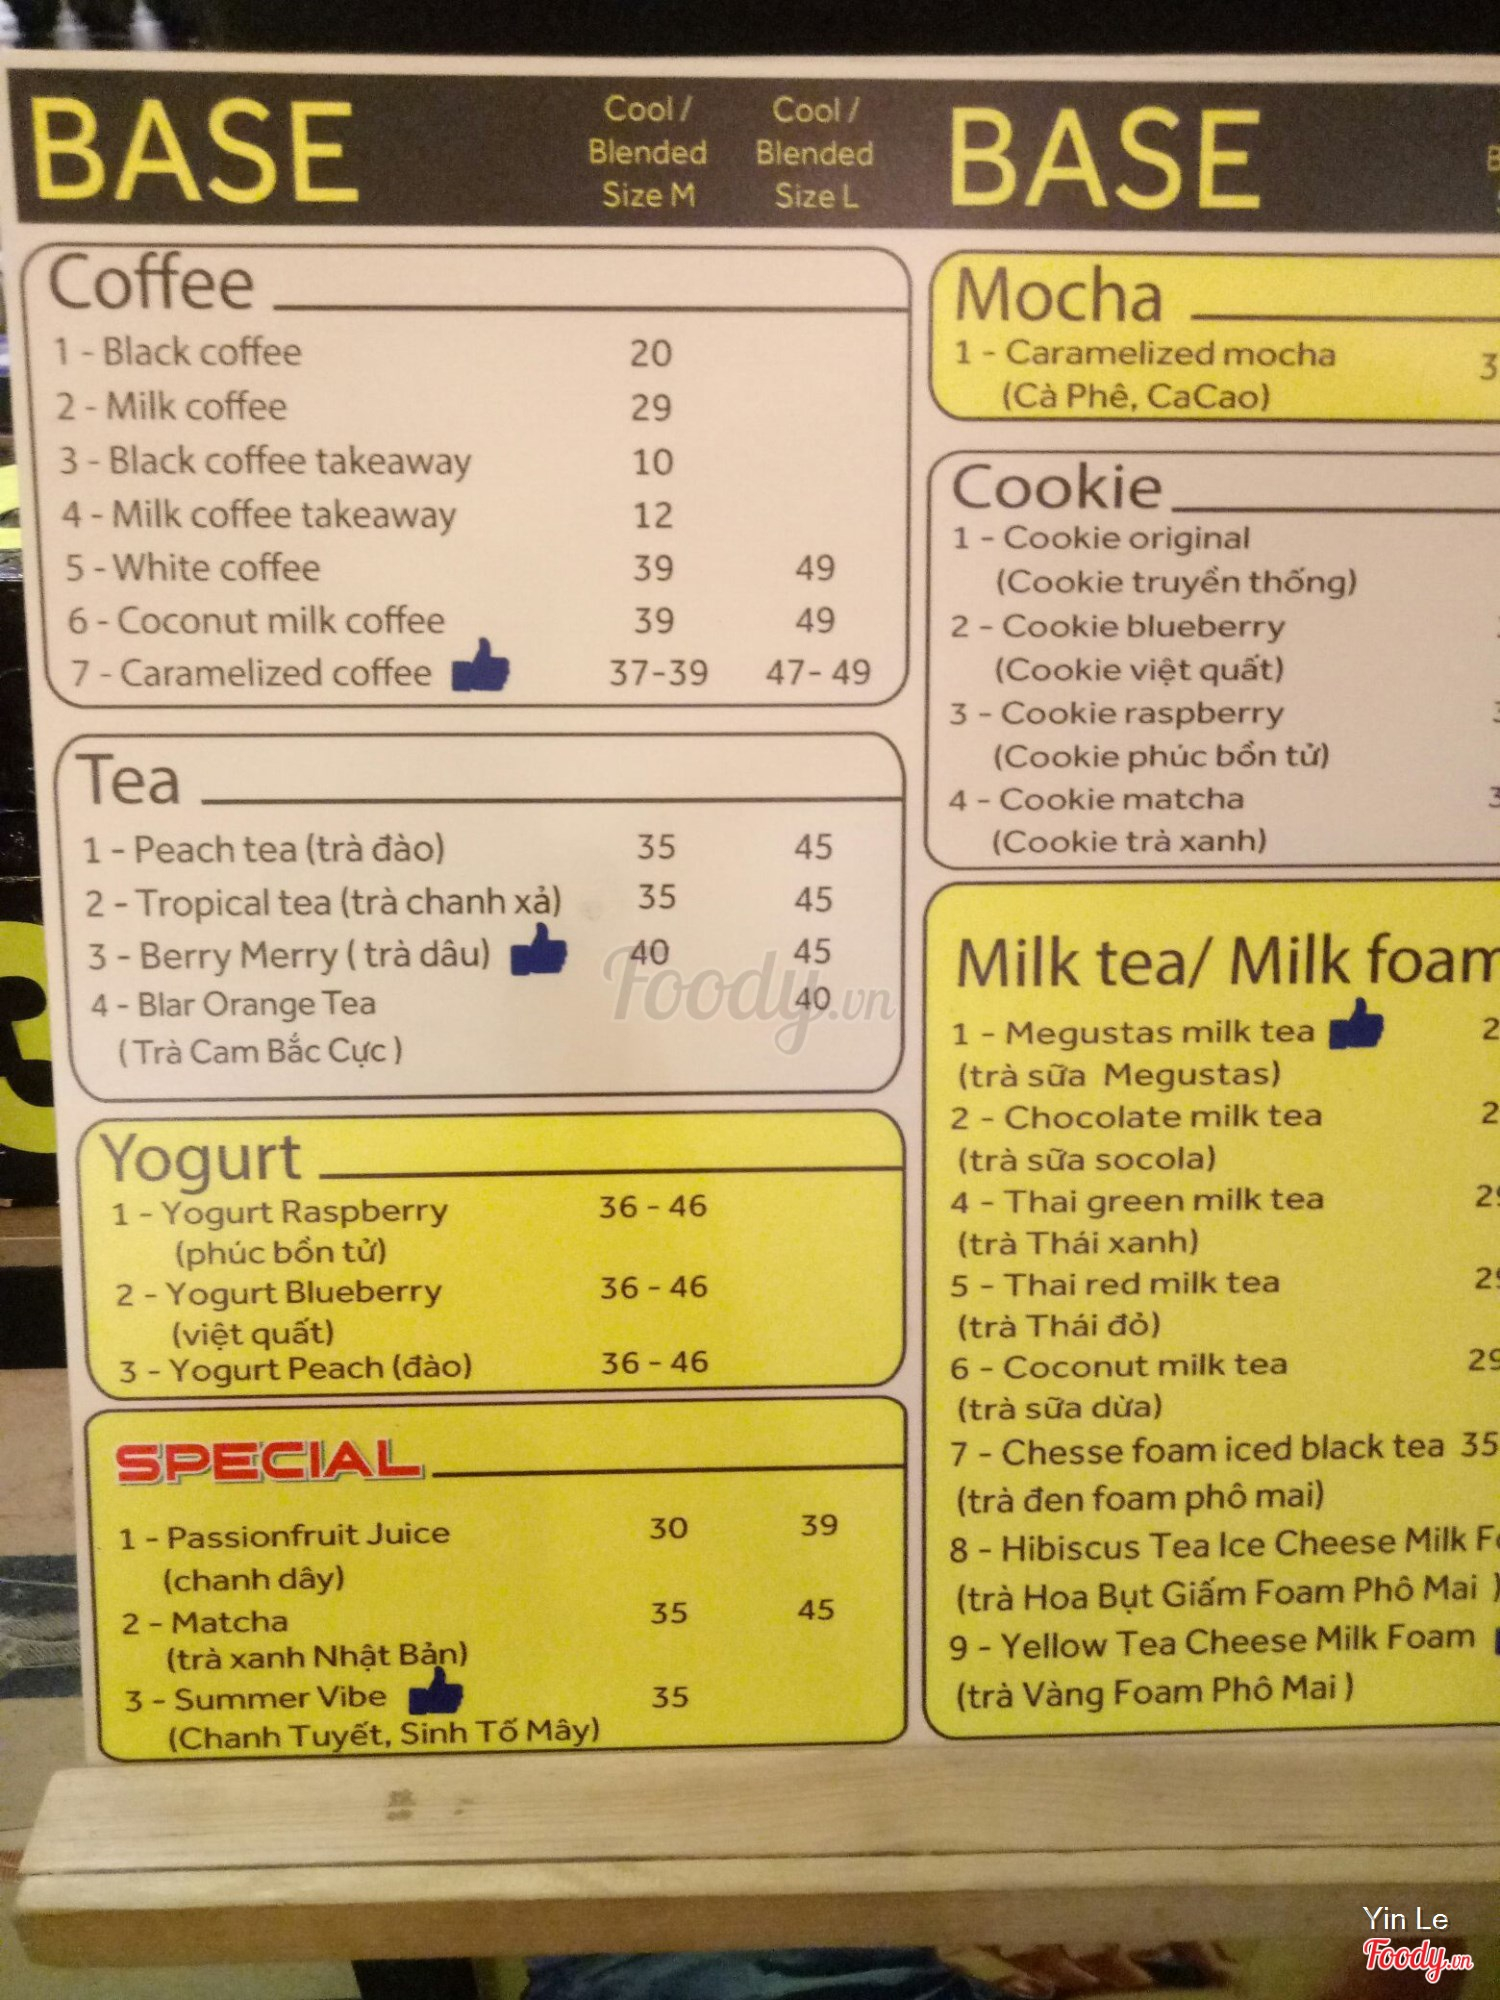 BASE
Cool / Blended Size M
Cool / Blended Size L
Coffee
1 - Black coffee 20
2 - Milk coffee 29
3 - Black coffee takeaway 10
4 - Milk coffee takeaway 12
5 - White coffee 39 49
6 - Coconut milk coffee 39 49
7 - Caramelized coffee 37-39 47- 49
Tea
1 - Peach tea (trà đào) 35 45
2 - Tropical tea (trà chanh xả) 35 45
3 - Berry Merry ( trà dâu) 40 45
4 - Blar Orange Tea 40
( Trà Cam Bắc Cực )
Yogurt
1 - Yogurt Raspberry 36 - 46
(phúc bồn tử)
2 - Yogurt Blueberry 36 - 46
(việt quất)
3 - Yogurt Peach (đào) 36 - 46
SPECIAL
1 - Passionfruit Juice 30 39
(chanh dây)
2 - Matcha 35 45
(trà xanh Nhật Bản)
3 - Summer Vibe 35
(Chanh Tuyết, Sinh Tố Mây)
BASE
Mocha
1 - Caramelized mocha
(Cà Phê, CaCao)
Cookie
1 - Cookie original
(Cookie truyền thống)
2 - Cookie blueberry
(Cookie việt quất)
3 - Cookie raspberry
(Cookie phúc bồn tử)
4 - Cookie matcha
(Cookie trà xanh)
Milk tea/ Milk foam
1 - Megustas milk tea
(trà sữa Megustas)
2 - Chocolate milk tea
(trà sữa socola)
4 - Thai green milk tea
(trà Thái xanh)
5 - Thai red milk tea
(trà Thái đỏ)
6 - Coconut milk tea 29
(trà sữa dừa)
7 - Chesse foam iced black tea 35
(trà đen foam phô mai)
8 - Hibiscus Tea Ice Cheese Milk
(trà Hoa Bụt Giấm Foam Phô Mai )
9 - Yellow Tea Cheese Milk Foam
(trà Vàng Foam Phô Mai )
Foody.vn
Yin Le
Foody.vn